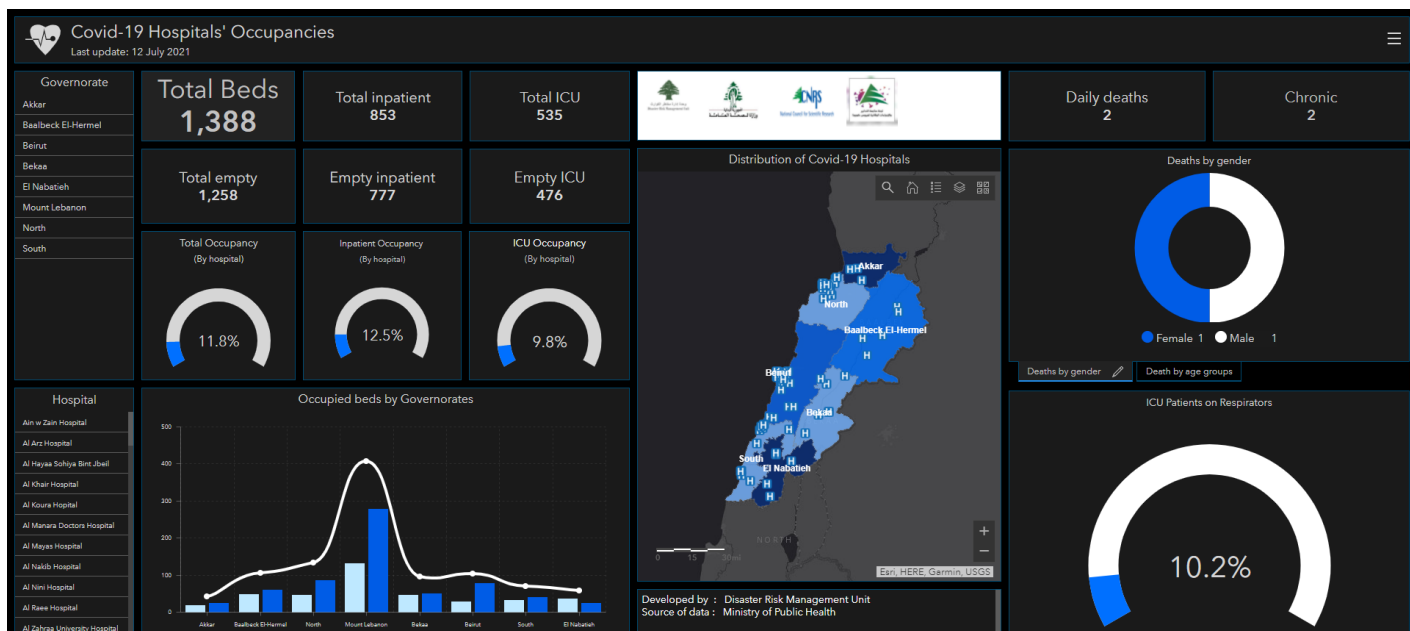 Covid-19 Hospitals' Occupancies
Last update: 12 July 2021
Governorate
Akkar
Baalbeck El-Hermel
Beirut
Bekaa
El Nabatieh
Mount Lebanon
North
South
Total Beds
1,388
Total inpatient
853
Total ICU
535
Total empty
1,258
Empty inpatient
777
Empty ICU
476
Total Occupancy
(By hospital)
11.8%
Inpatient Occupancy
(By hospital)
12.5%
ICU Occupancy
(By hospital)
9.8%
Hospital
Ain w Zain Hospital
Al Arz Hospital
Al Hayaa Sohiya Bint Jbeil
Al Khair Hospital
Al Koura Hopital
Al Manara Doctors Hospital
Al Mayas Hospital
Al Nakib Hospital
Al Nini Hospital
Al Raee Hospital
Al Zahraa University Hospital
Occupied beds by Governorates
500
400
300
200
100
0
Akkar
Baalbeck El-Hermel
North
Mount Lebanon
Bekaa
Beirut
South
El Nabatieh
CNRS
National Council for Scientific Research
Distribution of Covid-19 Hospitals
Akkar
North
Baalbeck El-Hermel
Beirut
Bekaa
South
El Nabatieh
NORTH
0 15 30mi
Esri, HERE, Garmin, USGS
Developed by : Disaster Risk Management Unit
Source of data : Ministry of Public Health
Daily deaths
2
Chronic
2
Deaths by gender
Female 1
Male 1
Deaths by gender
Death by age groups
ICU Patients on Respirators
10.2%